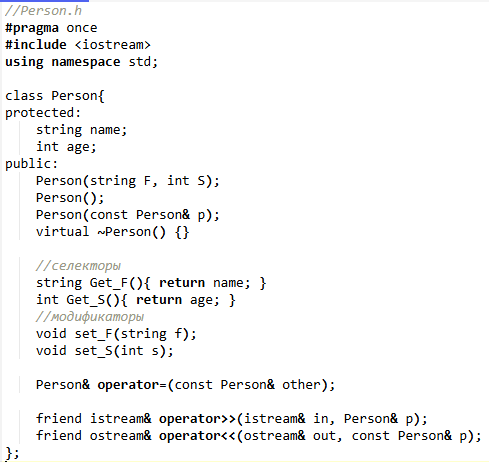 //Person.h
#pragma once
#include <iostream>
using namespace std;

class Person{
protected:
    string name;
    int age;
public:
    Person(string F, int S);
    Person();
    Person(const Person& p);
    virtual ~Person() {}

    //селекторы
    string Get_F(){ return name; }
    int Get_S(){ return age; }
    //модификаторы
    void set_F(string f);
    void set_S(int s);

    Person& operator=(const Person& other);

    friend istream& operator>>(istream& in, Person& p);
    friend ostream& operator<<(ostream& out, const Person& p);
};